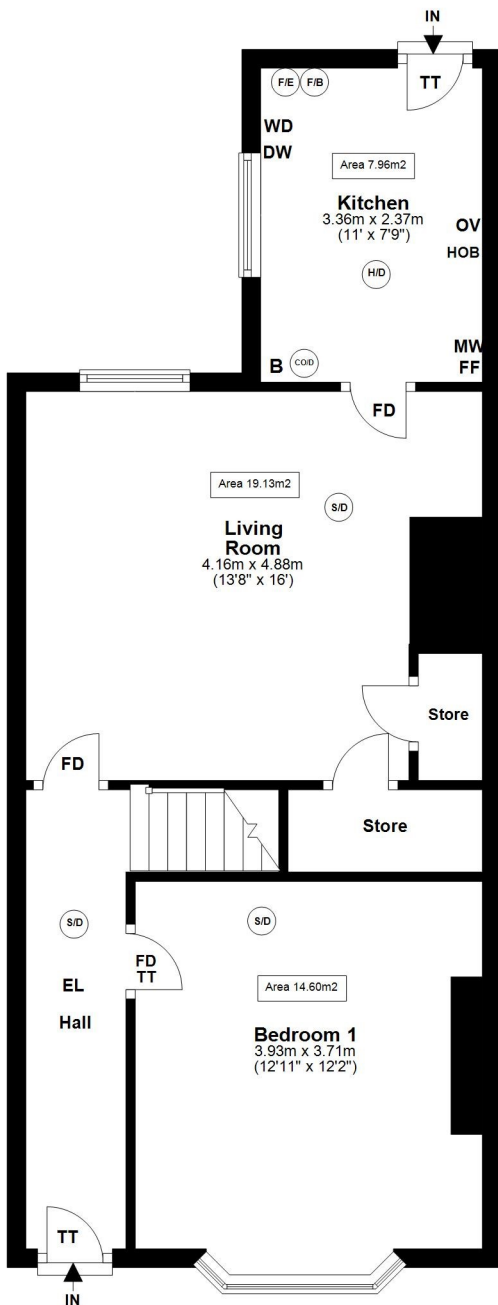 IN
F/E F/B
TT
WD
DW
Area 7.96m2
Kitchen
3.36m x 2.37m
(11' x 7'9")
OV
HOB
H/D
B
CO/D
MW
FF
FD
Area 19.13m2
S/D
Living
Room
4.16m x 4.88m
(13'8" x 16')
Store
FD
Store
S/D
S/D
FD
TT
EL
Hall
Area 14.60m2
Bedroom 1
3.93m x 3.71m
(12'11" x 12'2")
TT
IN